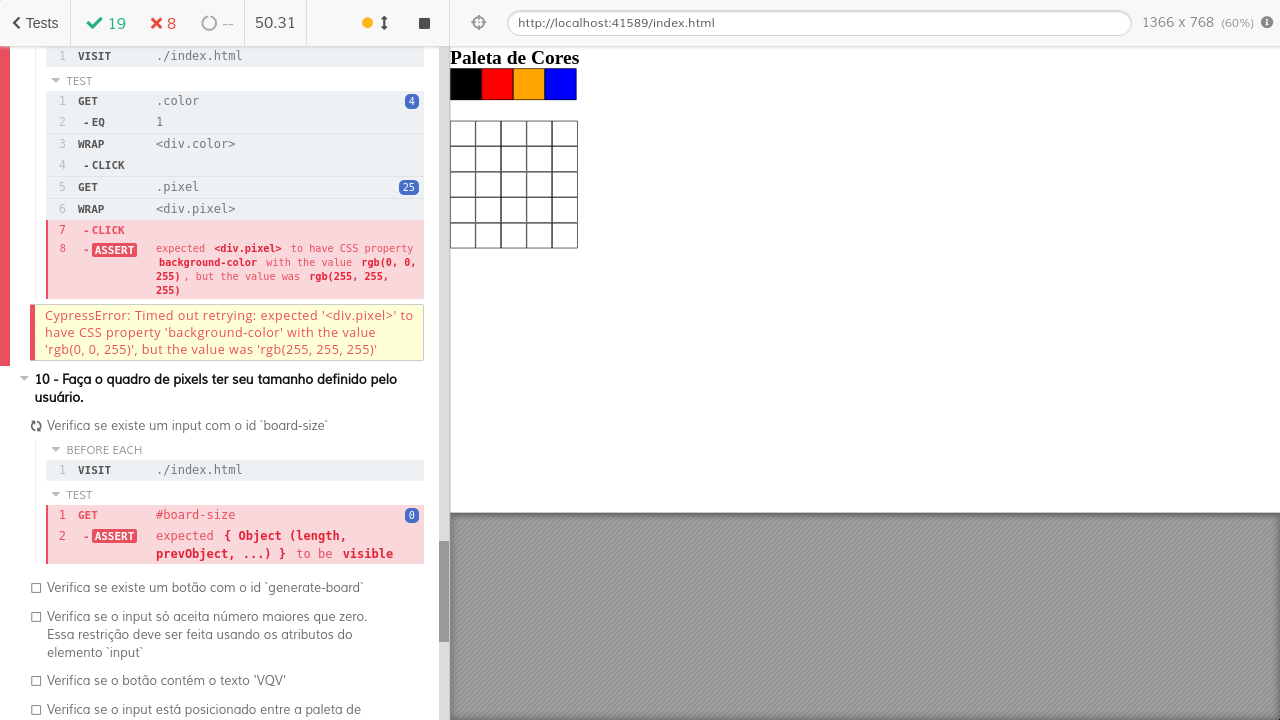 Tests
19
8
--
50.31
http://localhost:41589/index.html
1366 x 768 (60%)
1 VISIT ./index.html
TEST
1 GET .color 4
2 - EQ 1
3 WRAP <div.color>
4 - CLICK
5 GET .pixel 25
6 WRAP <div.pixel>
7 - CLICK
8 - ASSERT expected <div.pixel> to have CSS property
background-color with the value rgb(0, 0,
255) , but the value was rgb(255, 255,
255)
CypressError: Timed out retrying: expected '<div.pixel>' to
have CSS property 'background-color' with the value
'rgb(0, 0, 255)', but the value was 'rgb(255, 255, 255)'
10 - Faça o quadro de pixels ter seu tamanho definido pelo
usuário.
Verifica se existe um input com o id `board-size`
BEFORE EACH
1 VISIT ./index.html
TEST
1 GET #board-size 0
2 - ASSERT expected { Object (length,
prevObject, ...) } to be visible
Verifica se existe um botão com o id `generate-board`
Verifica se o input só aceita número maiores que zero.
Essa restrição deve ser feita usando os atributos do
elemento `input`
Verifica se o botão contém o texto 'VQV'
Verifica se o input está posicionado entre a paleta de
Paleta de Cores